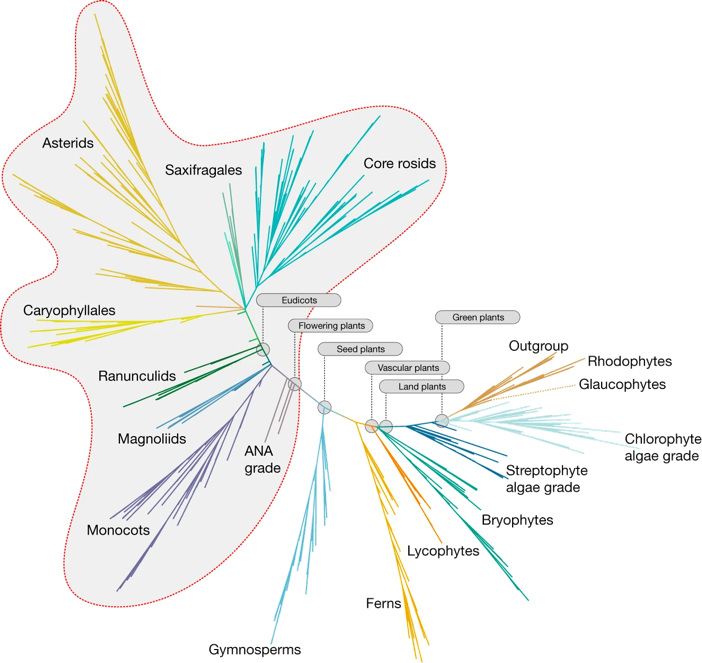 Asterids
Saxifragales
Core rosids
Caryophyllales
Eudicots
Flowering plants
Green plants
Seed plants
Vascular plants
Land plants
Outgroup
Rhodophytes
Glaucophytes
Ranunculids
Magnoliids
ANA
grade
Chlorophyte
algae grade
Streptophyte
algae grade
Monocots
Bryophytes
Lycophytes
Ferns
Gymnosperms